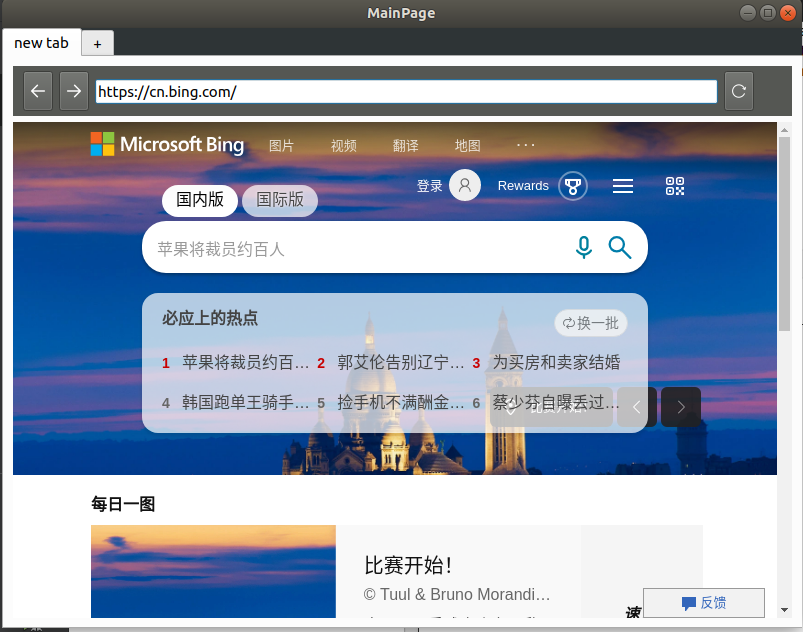 MainPage
new tab +
https://cn.bing.com/
Microsoft Bing 图片 视频 翻译 地图 ···
登录 Rewards
国内版 国际版
苹果将裁员约百人
必应上的热点 换一批
1 苹果将裁员约百... 2 郭艾伦告别辽宁... 3 为买房和卖家结婚
4 韩国跑单王骑手... 5 捡手机不满酬金... 6 蔡少芬自曝丢过...
每日一图
比赛开始！
© Tuul & Bruno Morandi...
速
反馈